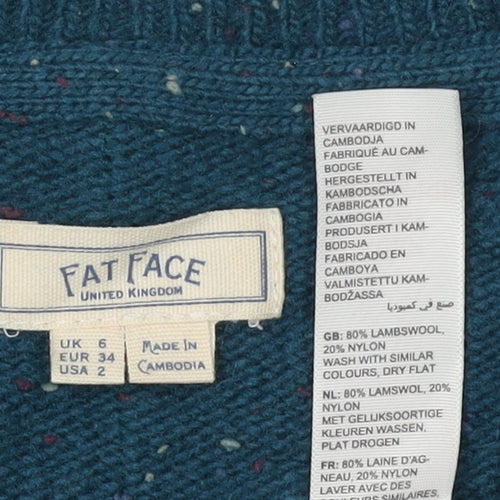 FAT FACE
UNITED KINGDOM
UK 6
EUR 34
USA 2
MADE IN
CAMBODIA
VERVAARDIGD IN
CAMBODJA
FABRIQUÉ AU CAM-
BODGE
HERGESTELLT IN
KAMBODSCHA
FABBRICATO IN
CAMBOGIA
PRODUSERT I KAM-
BODSJA
FABRICADO EN
CAMBOYA
VALMISTETTU KAM-
BODŽASSA
صنع في كمبوديا
GB: 80% LAMBSWOOL,
20% NYLON
WASH WITH SIMILAR
COLOURS, DRY FLAT
NL: 80% LAMSWOL, 20%
NYLON
MET GELIJKSOORTIGE
KLEUREN WASSEN.
PLAT DROGEN
FR: 80% LAINE D'AG-
NEAU, 20% NYLON
LAVER AVEC DES
COULEURS SIMILAIRES.